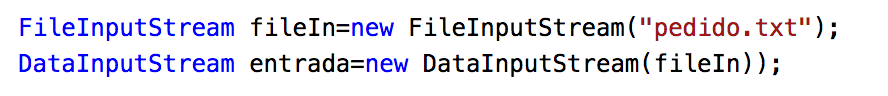 FileInputStream fileIn=new FileInputStream("pedido.txt");
DataInputStream entrada=new DataInputStream(fileIn));